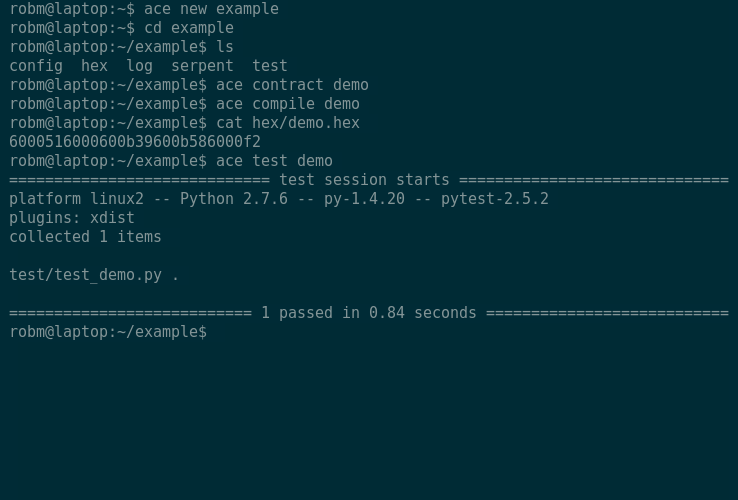 robm@laptop:~$ ace new example
robm@laptop:~$ cd example
robm@laptop:~/example$ ls
config  hex  log  serpent  test
robm@laptop:~/example$ ace contract demo
robm@laptop:~/example$ ace compile demo
robm@laptop:~/example$ cat hex/demo.hex
6000516000600b39600b586000f2
robm@laptop:~/example$ ace test demo
============================= test session starts ==============================
platform linux2 -- Python 2.7.6 -- py-1.4.20 -- pytest-2.5.2
plugins: xdist
collected 1 items
test/test_demo.py .
=========================== 1 passed in 0.84 seconds ===========================
robm@laptop:~/example$